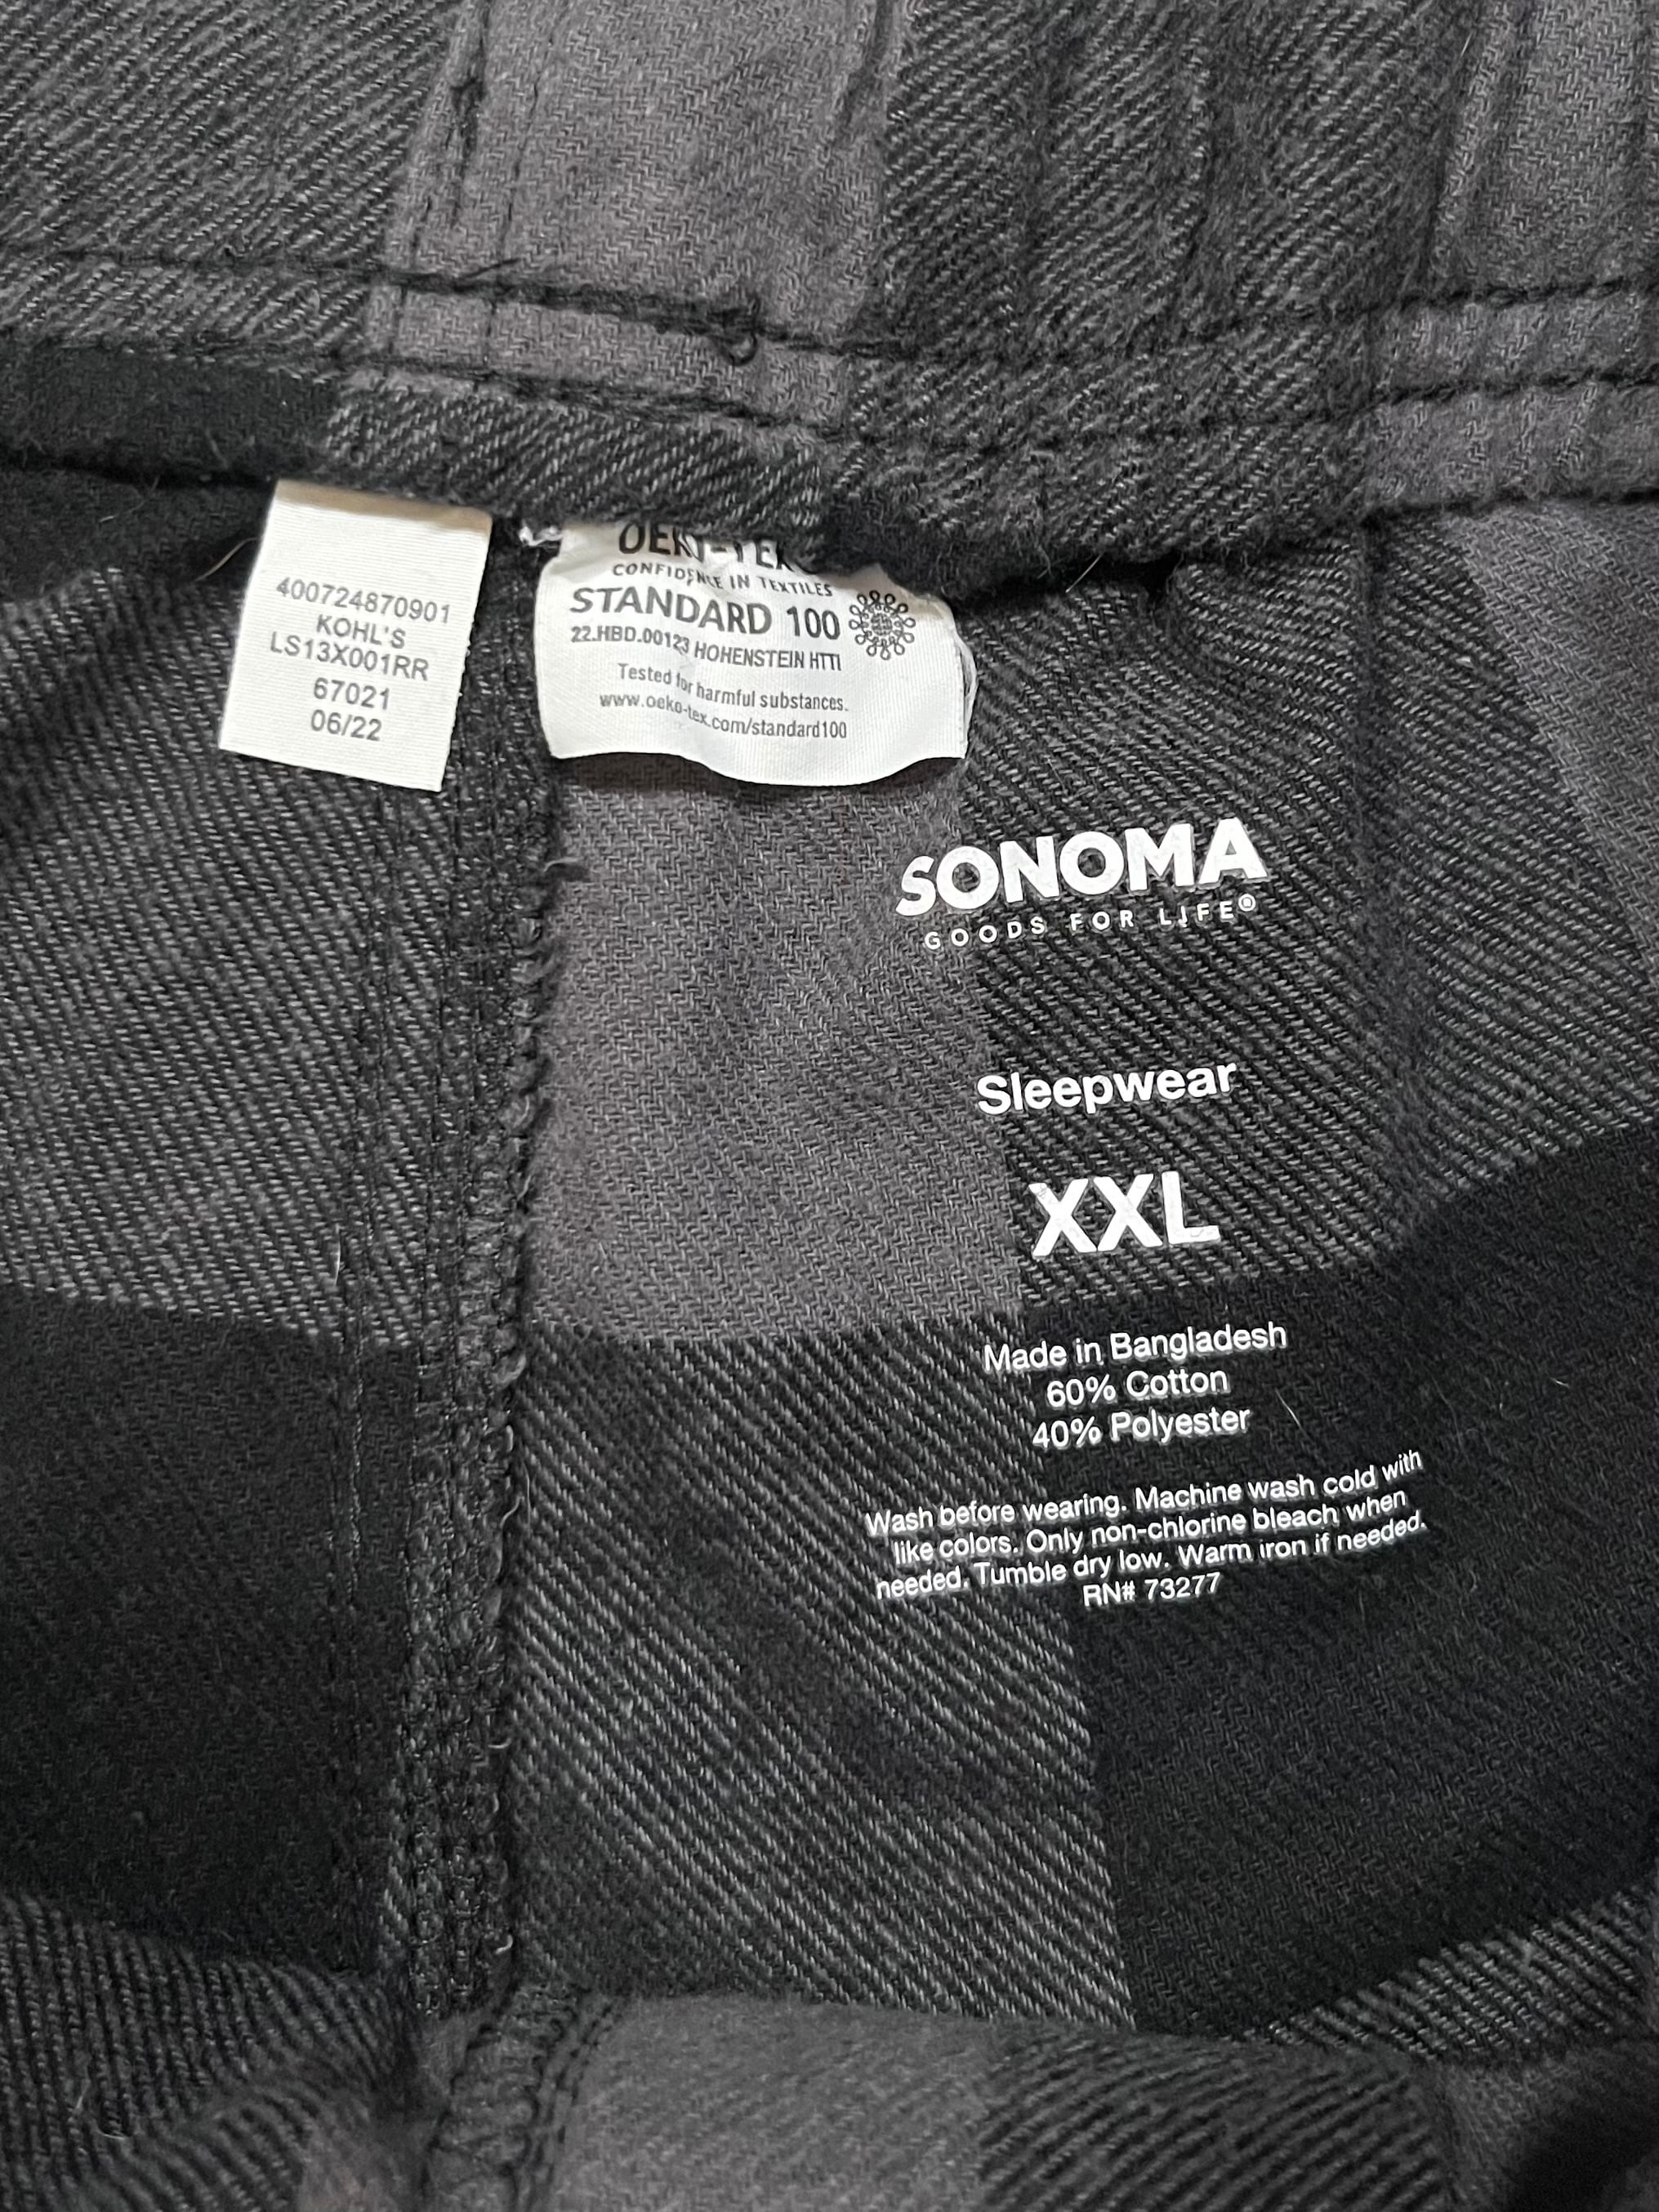 400724870901
KOHL'S
LS13X001RR
67021
06/22
OEKO-TEX
CONFIDENCE IN TEXTILES
STANDARD 100
22.HBD.00123 HOHENSTEIN HTTI
Tested for harmful substances.
www.oeko-tex.com/standard100
SONOMA
GOODS FOR LIFE®
Sleepwear
XXL
Made in Bangladesh
60% Cotton
40% Polyester
Wash before wearing. Machine wash cold with
like colors. Only non-chlorine bleach when
needed. Tumble dry low. Warm iron if needed.
RN# 73277